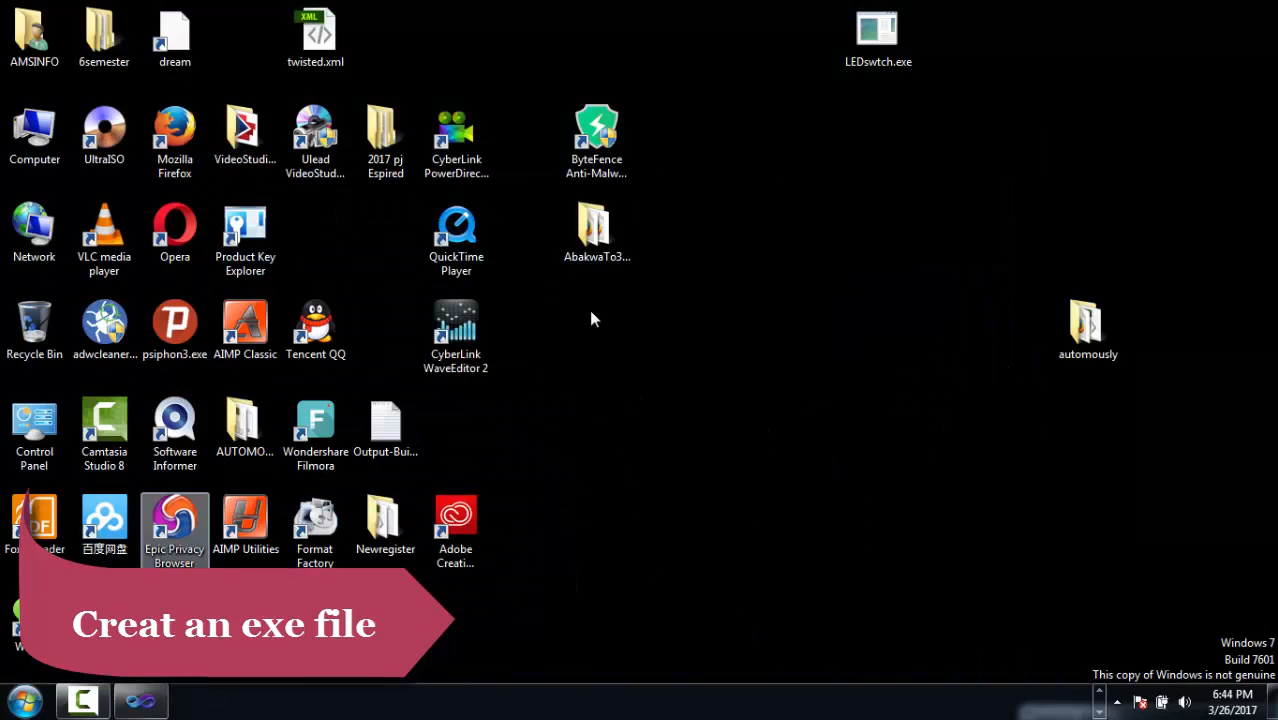 AMSINFO
6semester
dream
XML
twisted.xml
LEDswtch.exe
Computer
UltraISO
Mozilla
Firefox
VideoStudi...
Ulead
VideoStud...
2017 pj
Espired
CyberLink
PowerDirec...
ByteFence
Anti-Malw...
Network
VLC media
player
Opera
Product Key
Explorer
QuickTime
Player
AbakwaTo3...
Recycle Bin
adwcleaner...
psiphon3.exe
AIMP Classic
Tencent QQ
CyberLink
WaveEditor 2
automously
Control
Panel
Camtasia
Studio 8
Software
Informer
AUTOMO...
Wondershare
Filmora
Output-Bui...
百度网盘
Epic Privacy
Browser
AIMP Utilities
Format
Factory
Newregister
Adobe
Creati...
Creat an exe file
Windows 7
Build 7601
This copy of Windows is not genuine
6:44 PM
3/26/2017